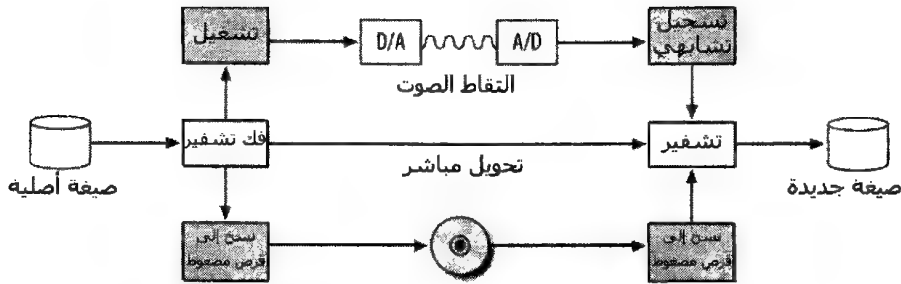 تشغيل
D/A
A/D
تسجيل
تشابهي
التقاط الصوت
فك تشفير
تشفير
تحويل مباشر
صيغة أصلية
صيغة جديدة
نسخ إلى
قرص مضغوط
نسخ إلى
قرص مضغوط